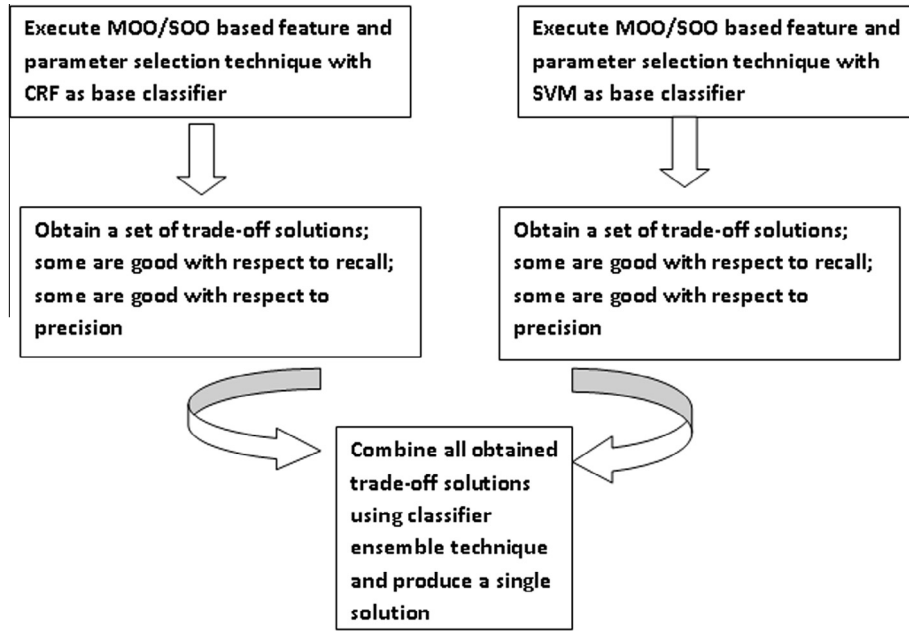 Execute MOO/SOO based feature and
parameter selection technique with
CRF as base classifier
Execute MOO/SOO based feature and
parameter selection technique with
SVM as base classifier
Obtain a set of trade-off solutions;
some are good with respect to recall;
some are good with respect to
precision
Obtain a set of trade-off solutions;
some are good with respect to recall;
some are good with respect to
precision
Combine all obtained
trade-off solutions
using classifier
ensemble technique
and produce a single
solution